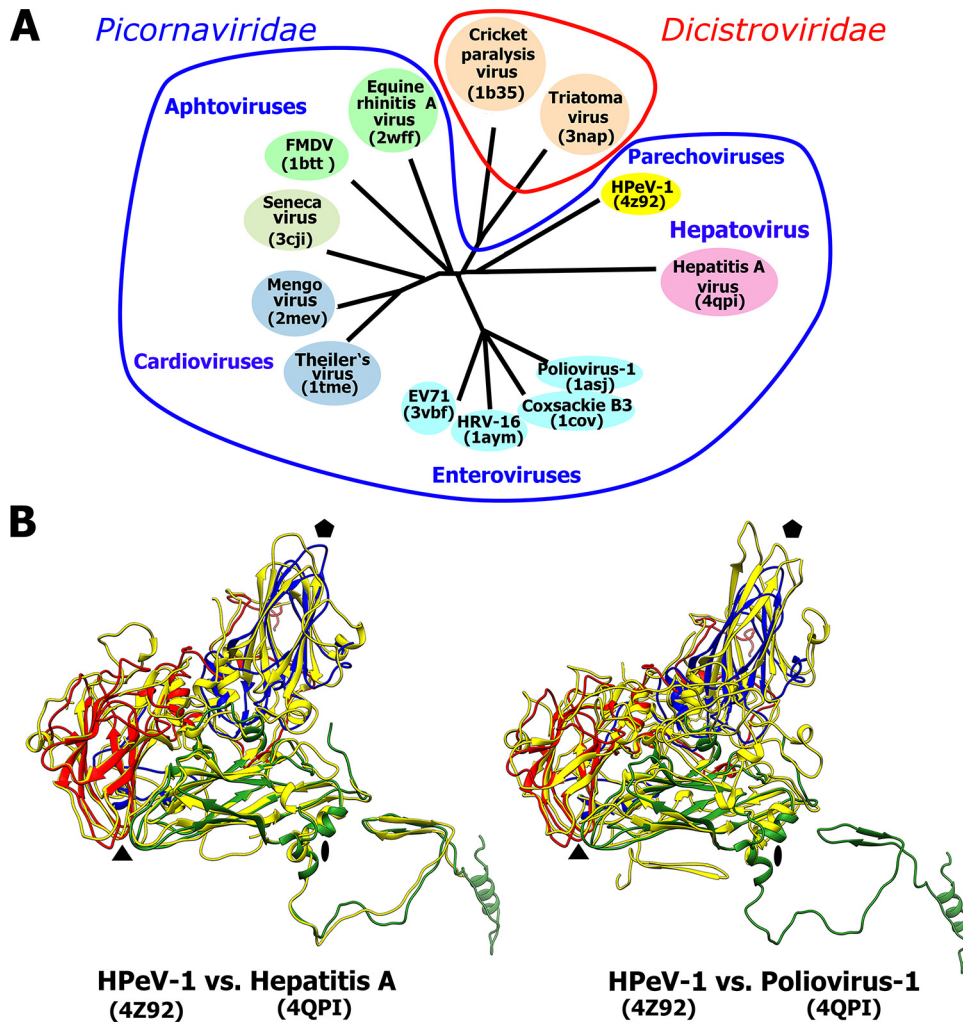 A
Picornaviridae
Dicistroviridae
Cricket
paralysis
virus
(1b35)
Triatoma
virus
(3nap)
Aphtoviruses
Equine
rhinitis A
virus
(2wff)
FMDV
(1btt )
Parechoviruses
HPeV-1
(4z92)
Seneca
virus
(3cji)
Hepatovirus
Hepatitis A
virus
(4qpi)
Mengo
virus
(2mev)
Cardioviruses
Theiler's
virus
(1tme)
Poliovirus-1
(1asj)
EV71
(3vbf)
HRV-16
(1aym)
Coxsackie B3
(1cov)
Enteroviruses
B
HPeV-1 vs. Hepatitis A
(4Z92) (4QPI)
HPeV-1 vs. Poliovirus-1
(4Z92) (4QPI)